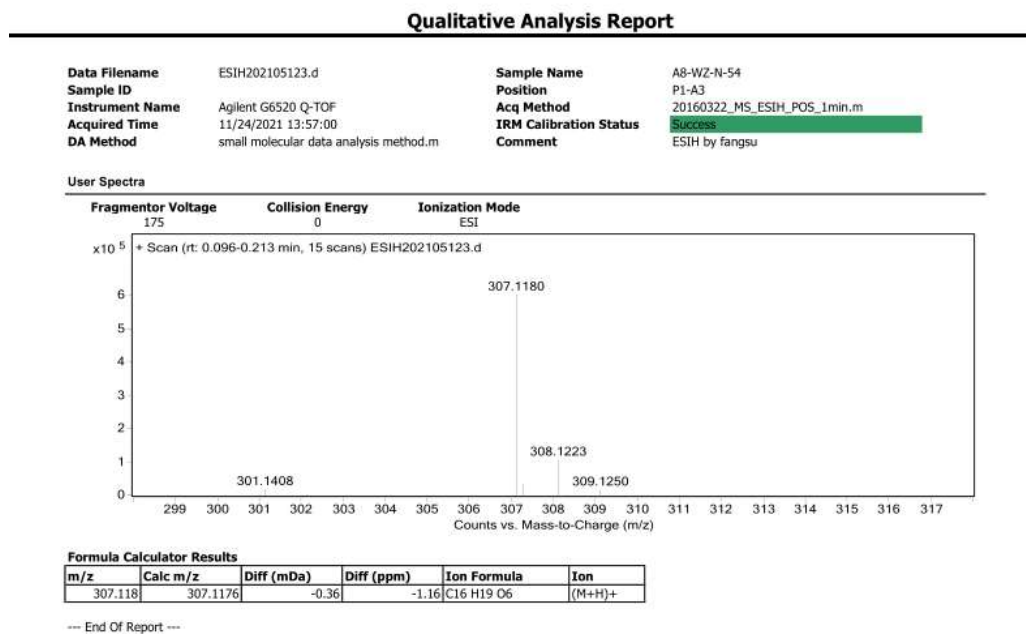 Qualitative Analysis Report
Data Filename ESIH202105123.d Sample Name A8-WZ-N-54
Sample ID Position P1-A3
Instrument Name Agilent G6520 Q-TOF Acq Method 20160322_MS_ESIH_POS_1min.m
Acquired Time 11/24/2021 13:57:00 IRM Calibration Status Success
DA Method small molecular data analysis method.m Comment ESIH by fangsu
User Spectra
Fragmentor Voltage Collision Energy Ionization Mode
175 0 ESI
x10 5 + Scan (rt: 0.096-0.213 min, 15 scans) ESIH202105123.d
307.1180
6
5
4
3
2
308.1223
1
301.1408 309.1250
0
299 300 301 302 303 304 305 306 307 308 309 310 311 312 313 314 315 316 317
Counts vs. Mass-to-Charge (m/z)
Formula Calculator Results
m/z Calc m/z Diff (mDa) Diff (ppm) Ion Formula Ion
307.118 307.1176 -0.36 -1.16 C16 H19 O6 (M+H)+
--- End Of Report ---